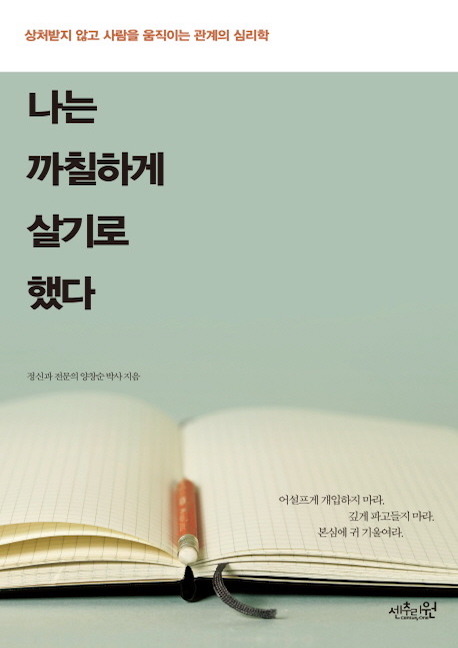 상처받지 않고 사람을 움직이는 관계의 심리학
나는
까칠하게
살기로
했다
정신과 전문의 양창순 박사 지음
어설프게 개입하지 마라.
깊게 파고들지 마라.
본심에 귀 기울여라.
센추리원
Century One